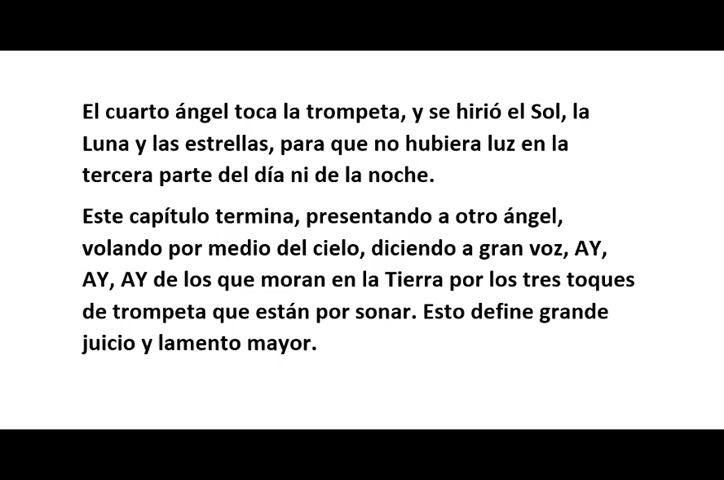 El cuarto ángel toca la trompeta, y se hirió el Sol, la
Luna y las estrellas, para que no hubiera luz en la
tercera parte del día ni de la noche.
Este capítulo termina, presentando a otro ángel,
volando por medio del cielo, diciendo a gran voz, AY,
AY, AY de los que moran en la Tierra por los tres toques
de trompeta que están por sonar. Esto define grande
juicio y lamento mayor.